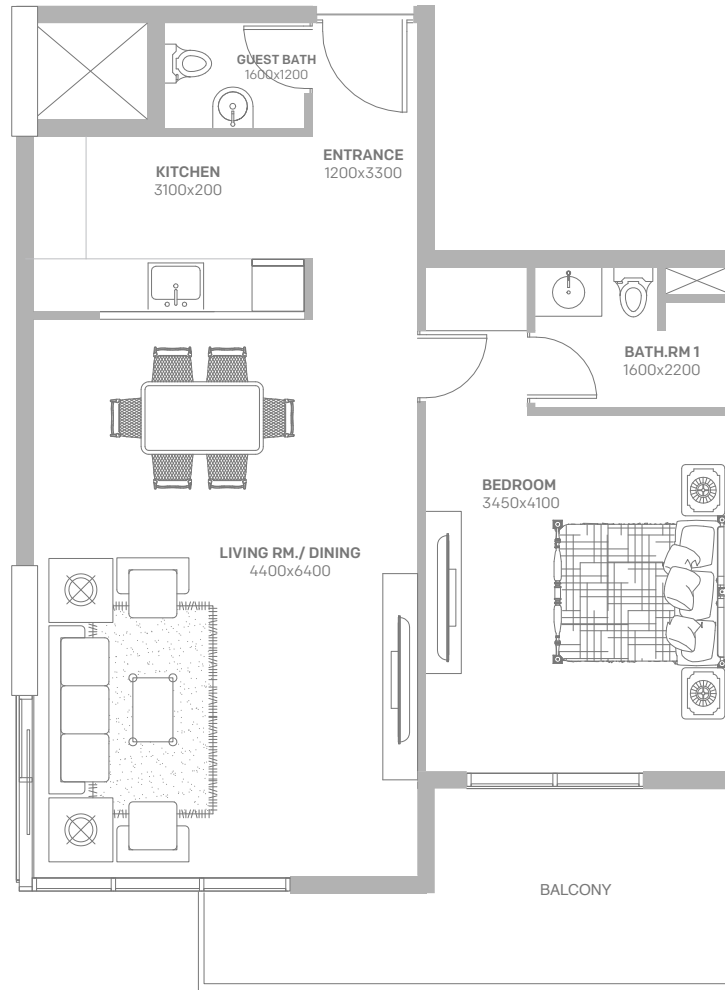 GUEST BATH
1600x1200
KITCHEN
3100x200
ENTRANCE
1200x3300
BATH.RM 1
1600x2200
BEDROOM
3450x4100
LIVING RM./ DINING
4400x6400
BALCONY